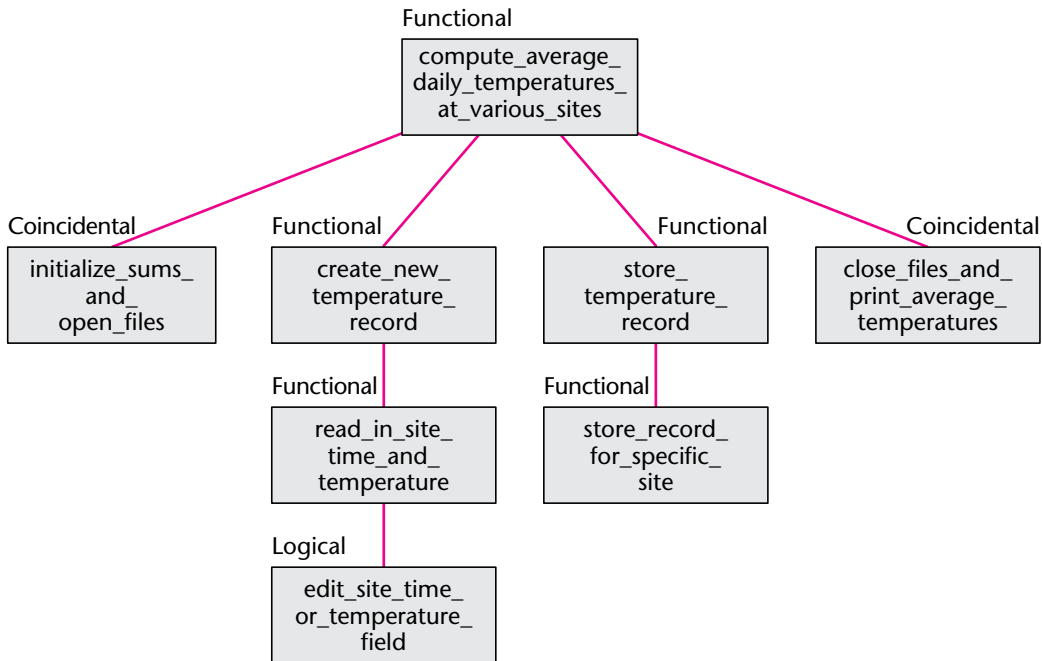 Functional
compute_average_
daily_temperatures_
at_various_sites
Coincidental
initialize_sums_
and_
open_files
Functional
create_new_
temperature_
record
Functional
store_
temperature_
record
Coincidental
close_files_and_
print_average_
temperatures
Functional
read_in_site_
time_and_
temperature
Functional
store_record_
for_specific_
site
Logical
edit_site_time_
or_temperature_
field